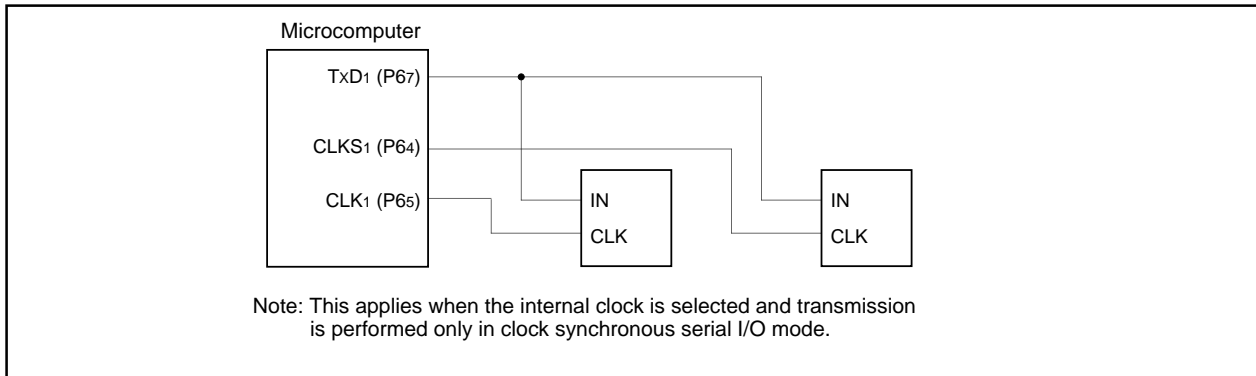 Microcomputer
TXD1 (P67)
CLKS1 (P64)
CLK1 (P65)
IN
CLK
IN
CLK
Note: This applies when the internal clock is selected and transmission
is performed only in clock synchronous serial I/O mode.